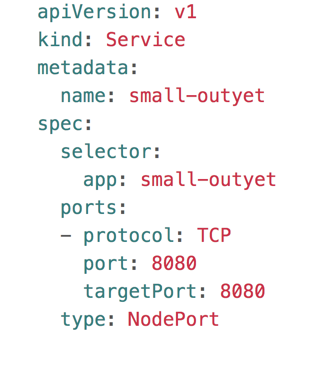 apiVersion: v1
kind: Service
metadata:
  name: small-outyet
spec:
  selector:
    app: small-outyet
  ports:
  - protocol: TCP
    port: 8080
    targetPort: 8080
  type: NodePort